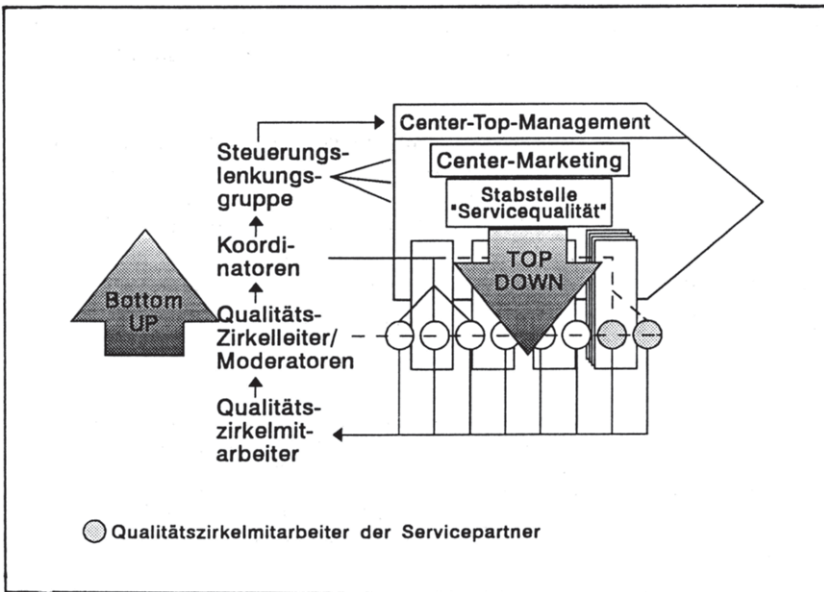 Center-Top-Management
Steuerungs-
lenkungs-
gruppe
Center-Marketing
Stabstelle
"Servicequalität"
Koordi-
natoren
TOP
DOWN
Bottom
UP
Qualitäts-
Zirkelleiter/
Moderatoren
Qualitäts-
zirkelmit-
arbeiter
Qualitätszirkelmitarbeiter der Servicepartner